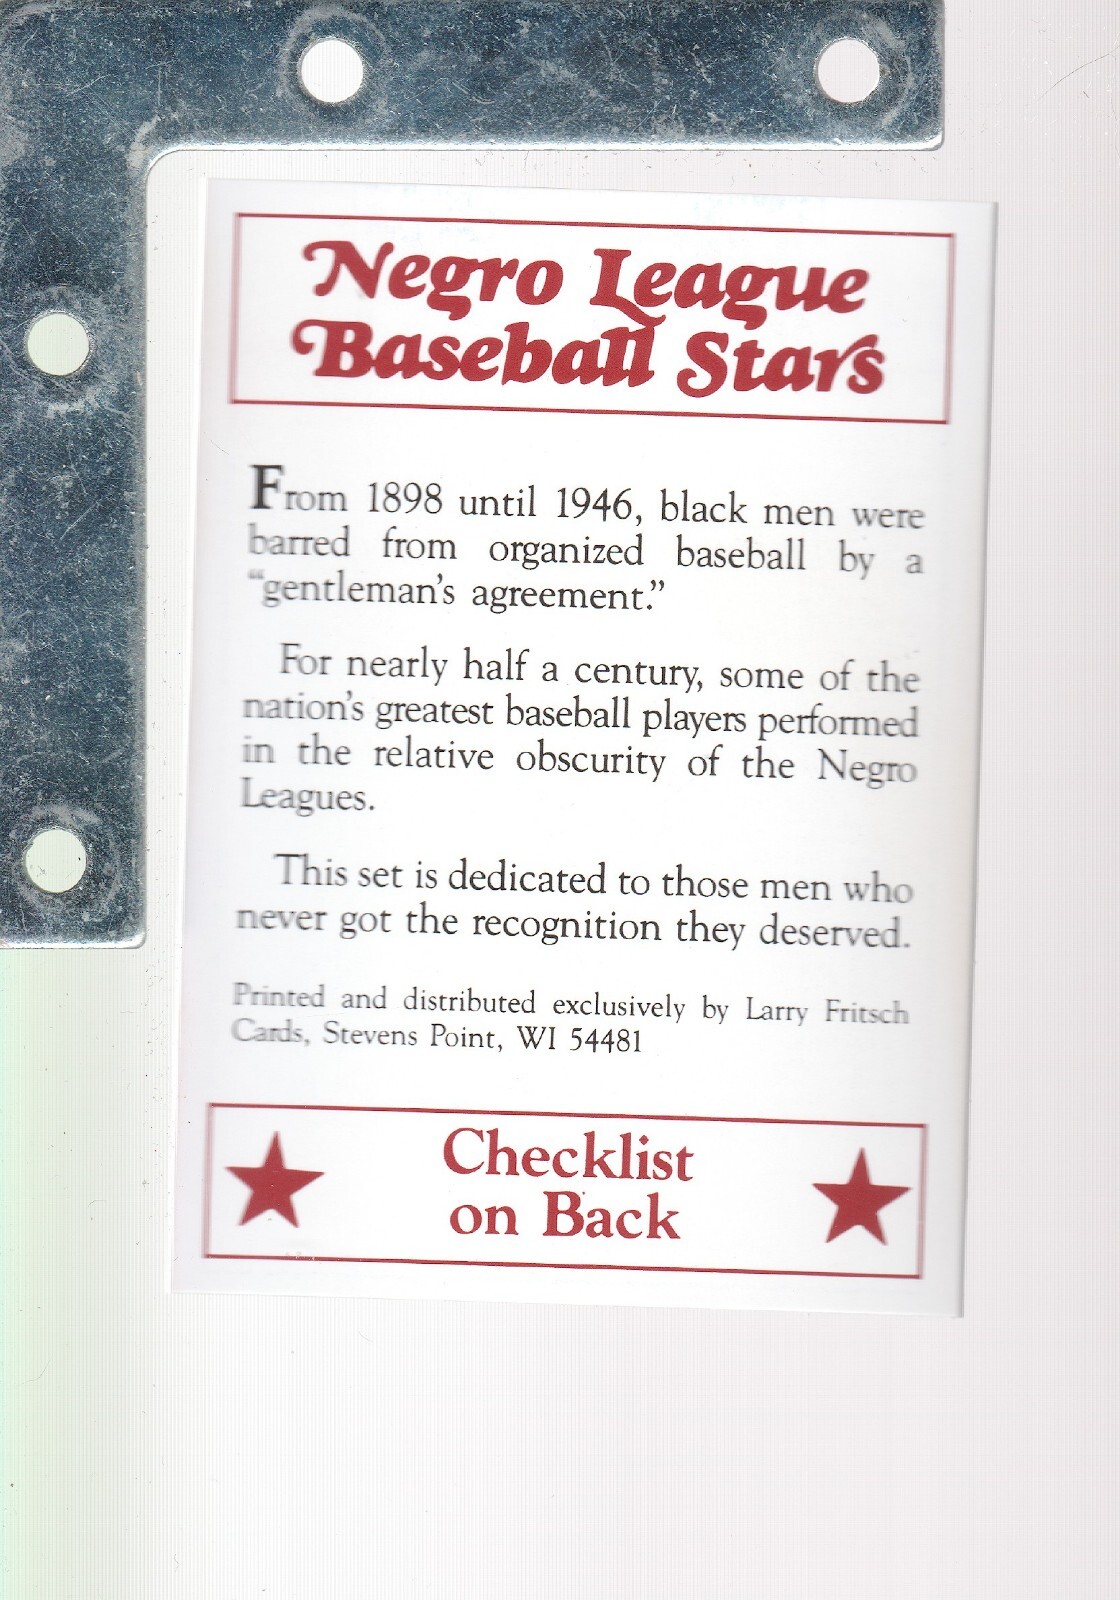 Negro League
Baseball Stars
From 1898 until 1946, black men were
barred from organized baseball by a
“gentleman’s agreement.”
For nearly half a century, some of the
nation’s greatest baseball players performed
in the relative obscurity of the Negro
Leagues.
This set is dedicated to those men who
never got the recognition they deserved.
Printed and distributed exclusively by Larry Fritsch
Cards, Stevens Point, WI 54481
Checklist
on Back